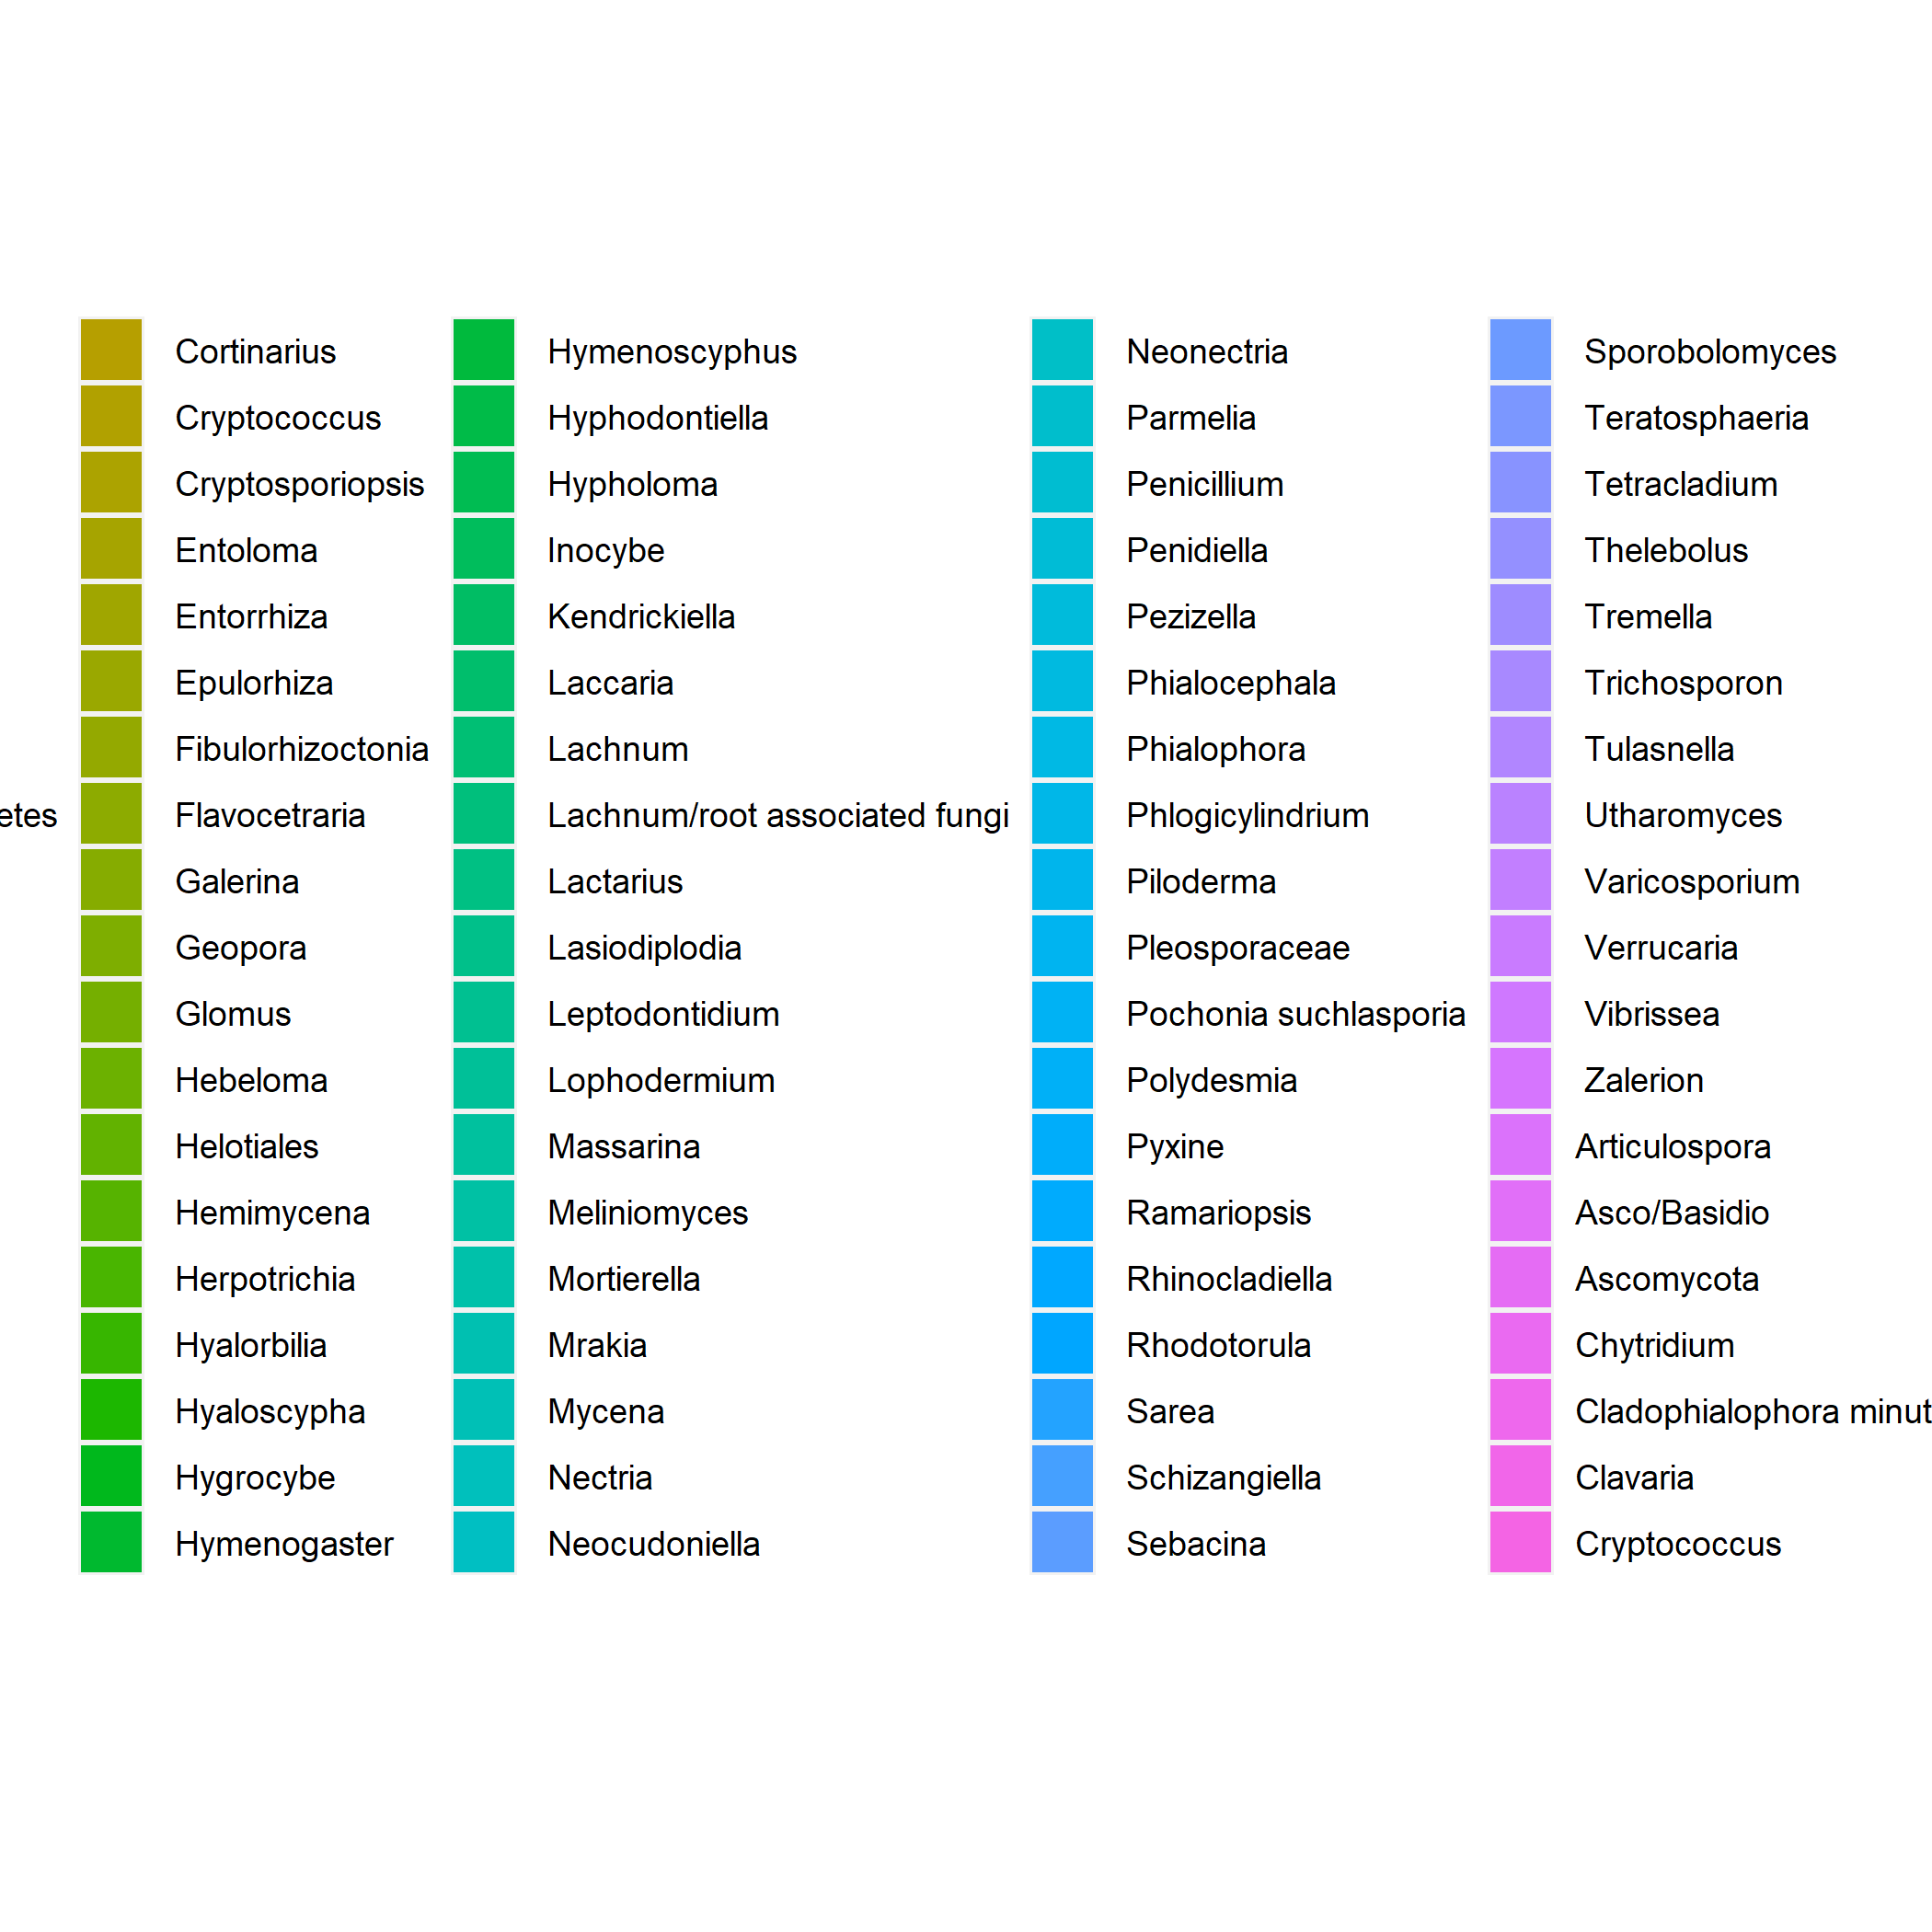 Cortinarius
Cryptococcus
Cryptosporiopsis
Entoloma
Entorrhiza
Epulorhiza
Fibulorhizoctonia
etes
Flavocetraria
Galerina
Geopora
Glomus
Hebeloma
Helotiales
Hemimycena
Herpotrichia
Hyalorbilia
Hyaloscypha
Hygrocybe
Hymenogaster
Hymenoscyphus
Hyphodontiella
Hypholoma
Inocybe
Kendrickiella
Laccaria
Lachnum
Lachnum/root associated fungi
Lactarius
Lasiodiplodia
Leptodontidium
Lophodermium
Massarina
Meliniomyces
Mortierella
Mrakia
Mycena
Nectria
Neocudoniella
Neonectria
Parmelia
Penicillium
Penidiella
Pezizella
Phialocephala
Phialophora
Phlogicylindrium
Piloderma
Pleosporaceae
Pochonia suchlasporia
Polydesmia
Pyxine
Ramariopsis
Rhinocladiella
Rhodotorula
Sarea
Schizangiella
Sebacina
Sporobolomyces
Teratosphaeria
Tetracladium
Thelebolus
Tremella
Trichosporon
Tulasnella
Utharomyces
Varicosporium
Verrucaria
Vibrissea
Zalerion
Articulospora
Asco/Basidio
Ascomycota
Chytridium
Cladophialophora minut
Clavaria
Cryptococcus